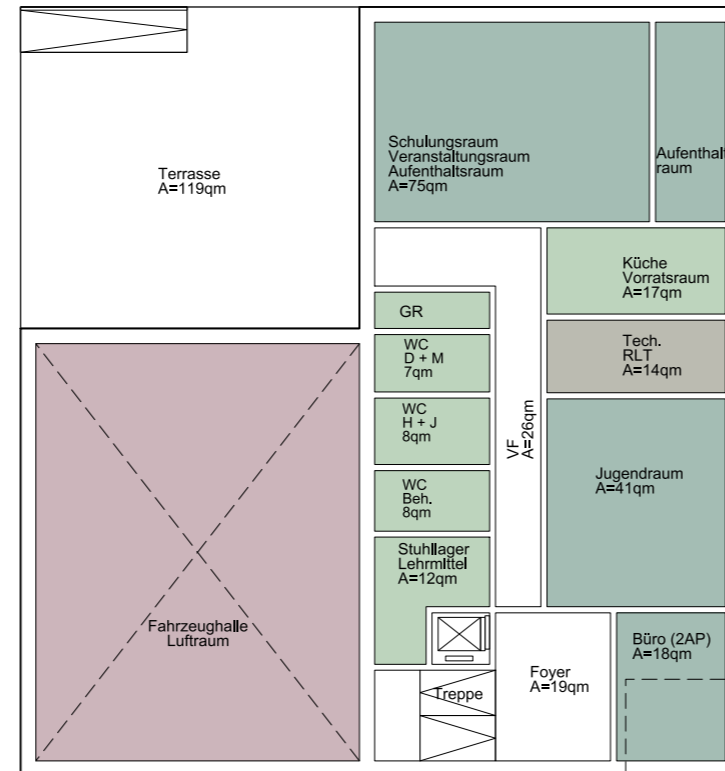 Terrasse
A=119qm
Schulungsraum
Veranstaltungsraum
Aufenthaltsraum
A=75qm
Aufenthalt
raum
Küche
Vorratsraum
A=17qm
GR
WC
D + M
7qm
Tech.
RLT
A=14qm
WC
H + J
8qm
VF
A=26qm
Jugendraum
A=41qm
WC
Beh.
8qm
Stuhllager
Lehrmittel
A=12qm
Fahrzeughalle
Luftraum
Treppe
Foyer
A=19qm
Büro (2AP)
A=18qm